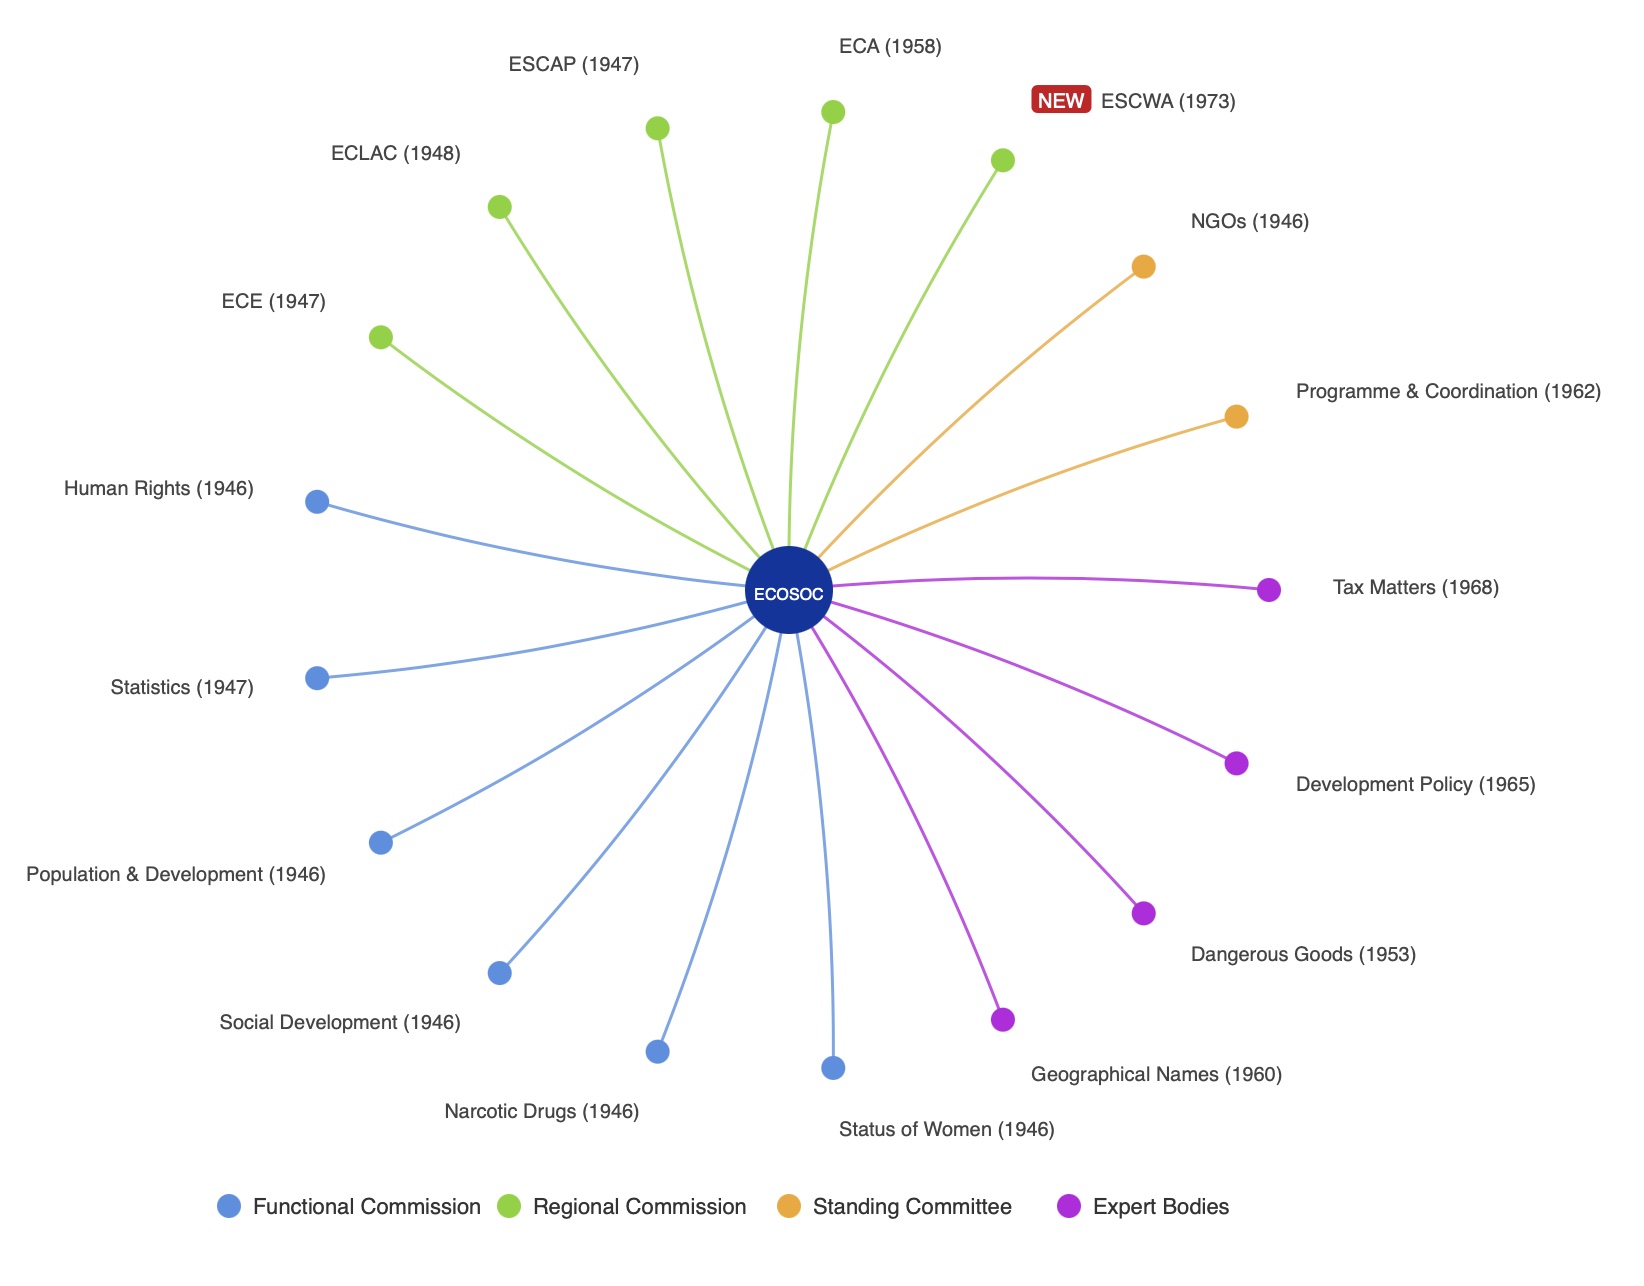 ECA (1958)
ESCAP (1947)
NEW ESCWA (1973)
ECLAC (1948)
NGOs (1946)
ECE (1947)
Programme & Coordination (1962)
Human Rights (1946)
ECOSOC
Tax Matters (1968)
Statistics (1947)
Development Policy (1965)
Population & Development (1946)
Dangerous Goods (1953)
Social Development (1946)
Geographical Names (1960)
Narcotic Drugs (1946)
Status of Women (1946)
Functional Commission
Regional Commission
Standing Committee
Expert Bodies